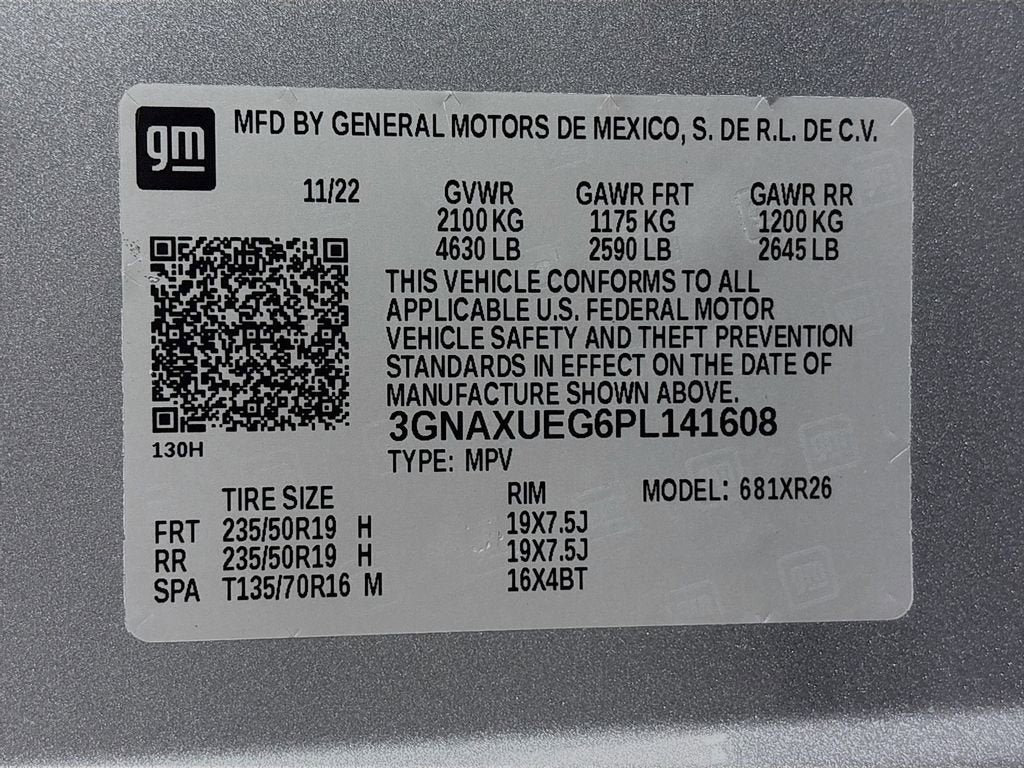 gm MFD BY GENERAL MOTORS DE MEXICO, S. DE R.L. DE C.V.
11/22 GVWR GAWR FRT GAWR RR
2100 KG 1175 KG 1200 KG
4630 LB 2590 LB 2645 LB
THIS VEHICLE CONFORMS TO ALL
APPLICABLE U.S. FEDERAL MOTOR
VEHICLE SAFETY AND THEFT PREVENTION
STANDARDS IN EFFECT ON THE DATE OF
MANUFACTURE SHOWN ABOVE.
3GNAXUEG6PL141608
130H
TYPE: MPV
TIRE SIZE RIM MODEL: 681XR26
FRT 235/50R19 H 19X7.5J
RR 235/50R19 H 19X7.5J
SPA T135/70R16 M 16X4BT